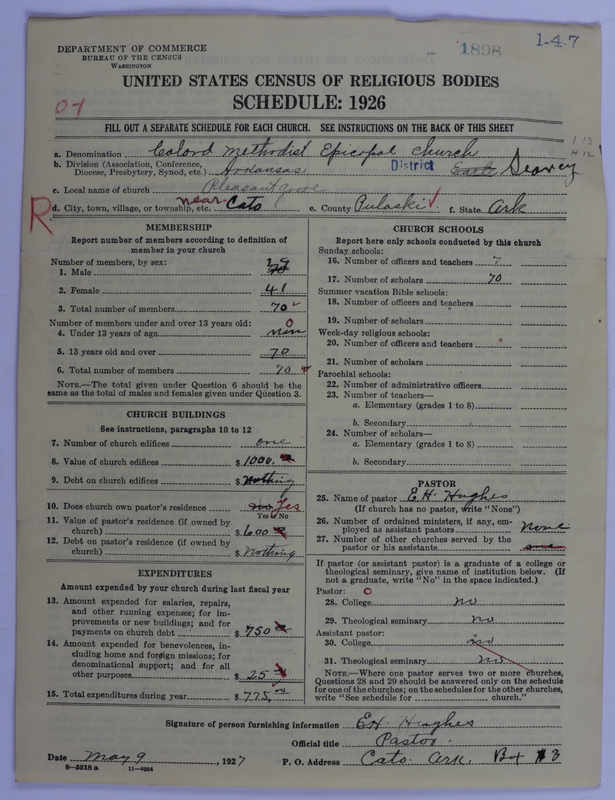 DEPARTMENT OF COMMERCE
BUREAU OF THE CENSUS
WASHINGTON
1898
1-4-7
UNITED STATES CENSUS OF RELIGIOUS BODIES
SCHEDULE: 1926
FILL OUT A SEPARATE SCHEDULE FOR EACH CHURCH. SEE INSTRUCTIONS ON THE BACK OF THIS SHEET
a. Denomination Colord Methodist Episcopal Church
b. Division (Association, Conference, Diocese, Presbytery, Synod, etc.) Arkansas District East Searcy
c. Local name of church Pleasant grove
R
d. City, town, village, or township, etc. near Cato e. County Pulaski f. State Ark
MEMBERSHIP
Report number of members according to definition of
member in your church
Number of members, by sex:
1. Male 29
2. Female 41
3. Total number of members 70
Number of members under and over 13 years old:
4. Under 13 years of age 0
5. 13 years old and over 70
6. Total number of members 70
NOTE.—The total given under Question 6 should be the
same as the total of males and females given under Question 3.
CHURCH BUILDINGS
See instructions, paragraphs 10 to 12
7. Number of church edifices one
8. Value of church edifices $ 1000.
9. Debt on church edifices $ nothing
10. Does church own pastor's residence no Yes
Yes or No
11. Value of pastor's residence (if owned by
church) $ 600
12. Debt on pastor's residence (if owned by
church) $ Nothing
EXPENDITURES
Amount expended by your church during last fiscal year
13. Amount expended for salaries, repairs,
and other running expenses; for im-
provements or new buildings; and for
payments on church debt $ 750
14. Amount expended for benevolences, in-
cluding home and foreign missions; for
denominational support; and for all
other purposes $ 25
15. Total expenditures during year $ 775.
CHURCH SCHOOLS
Report here only schools conducted by this church
Sunday schools:
16. Number of officers and teachers 7
17. Number of scholars 70
Summer vacation Bible schools:
18. Number of officers and teachers
19. Number of scholars
Week-day religious schools:
20. Number of officers and teachers
21. Number of scholars
Parochial schools:
22. Number of administrative officers
23. Number of teachers—
a. Elementary (grades 1 to 8)
b. Secondary
24. Number of scholars—
a. Elementary (grades 1 to 8)
b. Secondary
PASTOR
25. Name of pastor E.H. Hughes
(If church has no pastor, write "None")
26. Number of ordained ministers, if any, em-
ployed as assistant pastors None
27. Number of other churches served by the
pastor or his assistants
If pastor (or assistant pastor) is a graduate of a college or
theological seminary, give name of institution below. (If
not a graduate, write "No" in the space indicated.)
Pastor: 0
28. College no
29. Theological seminary no
Assistant pastor:
30. College no
31. Theological seminary no
NOTE.—Where one pastor serves two or more churches,
Questions 28 and 29 should be answered only on the schedule
for one of the churches; on the schedules for the other churches,
write "See schedule for church."
Signature of person furnishing information E H Hughes
Official title Pastor.
Date May 9, 1927 P. O. Address Cato. Ark. Bx #3
8—5518 a 11—9264